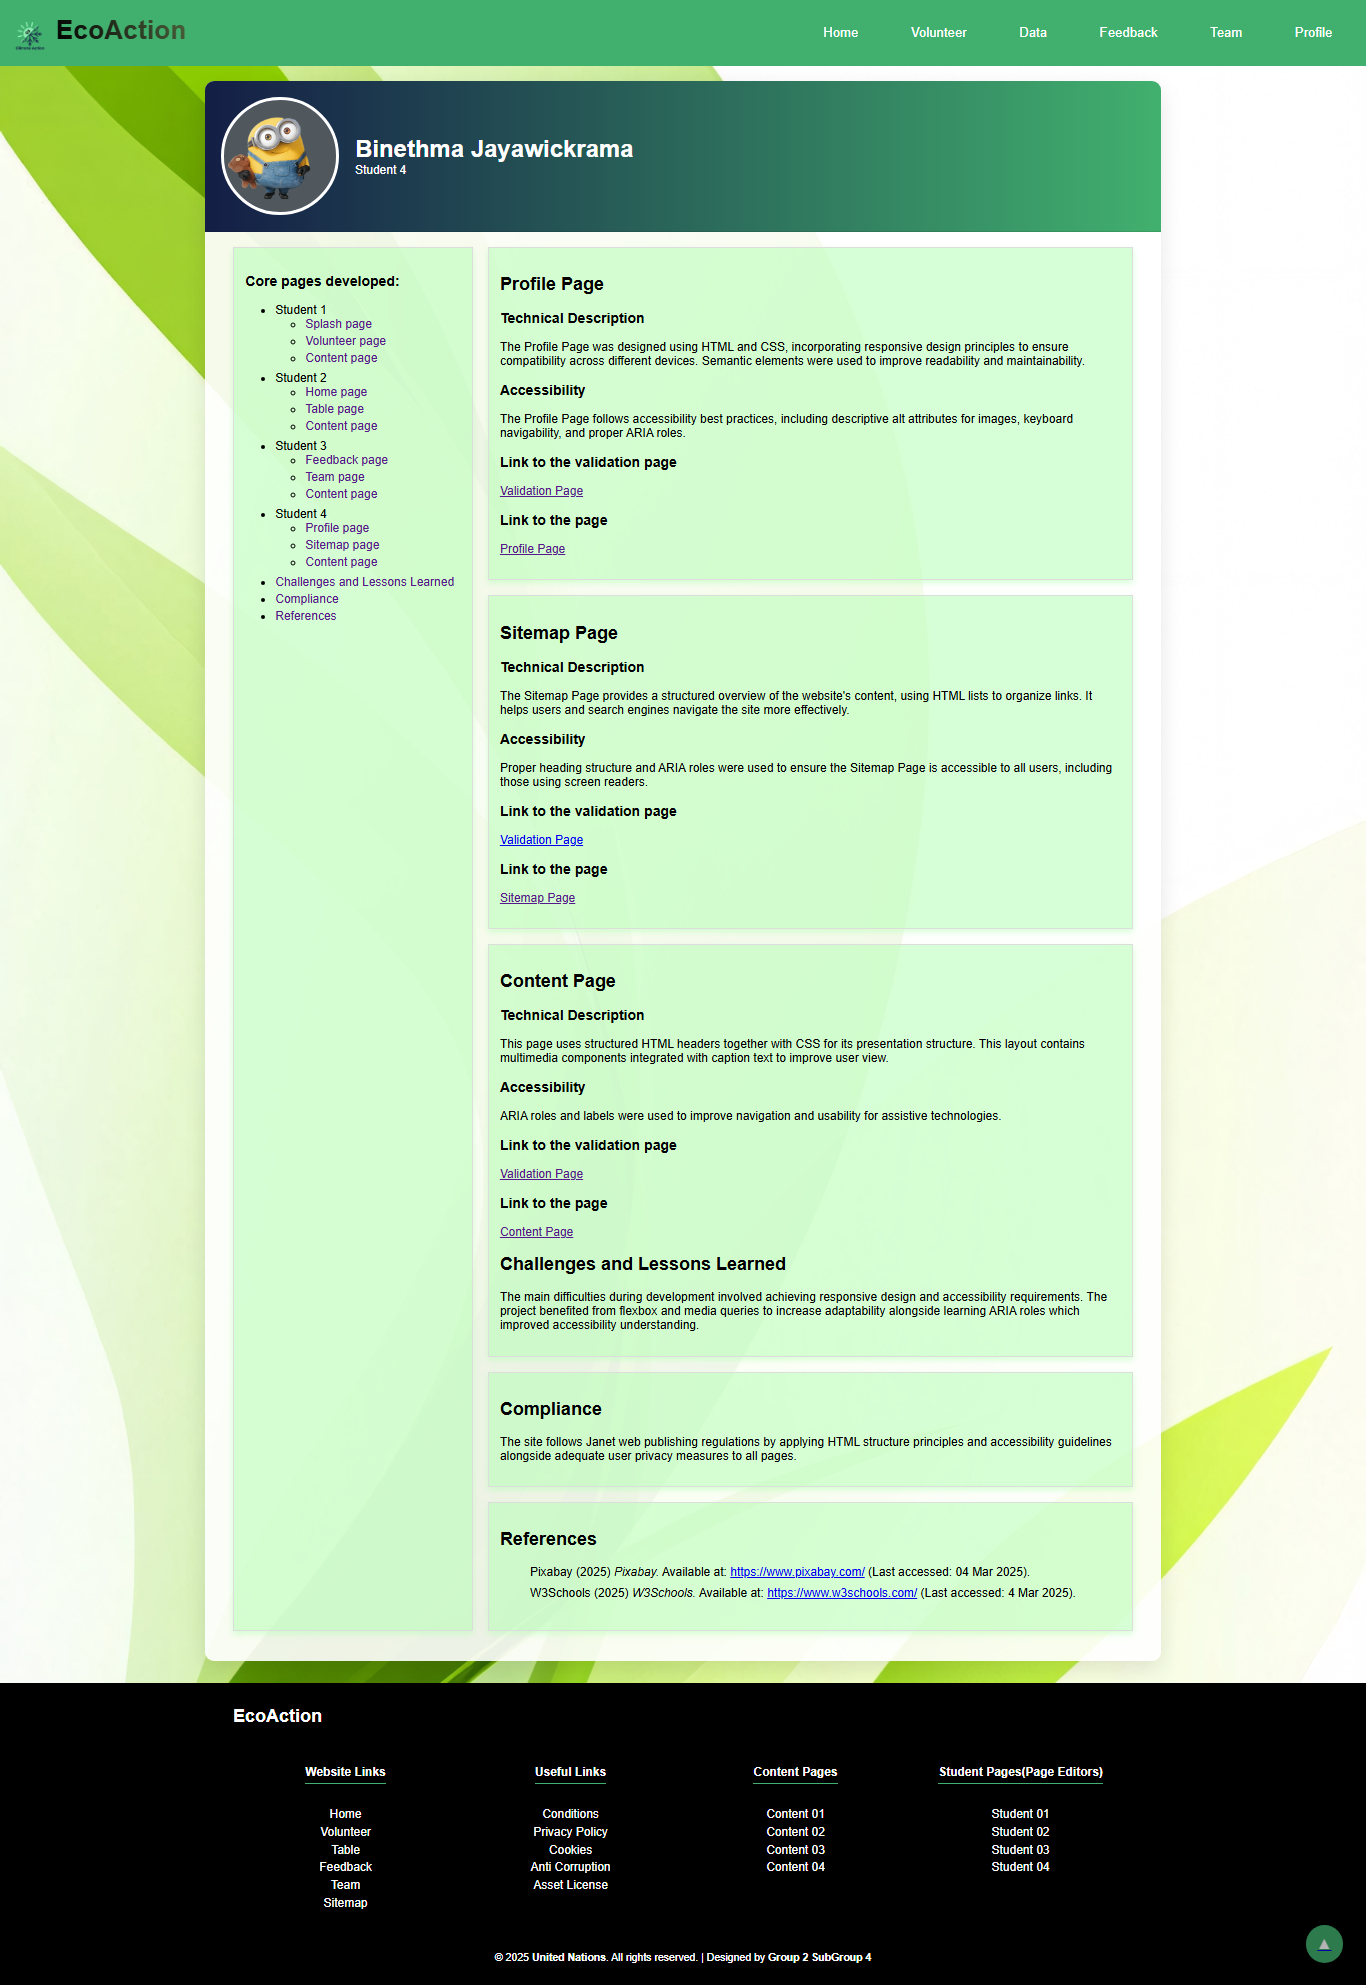 EcoAction
Home
Volunteer
Data
Feedback
Team
Profile
Binethma Jayawickrama
Student 4
Core pages developed:
Student 1
Splash page
Volunteer page
Content page
Student 2
Home page
Table page
Content page
Student 3
Feedback page
Team page
Content page
Student 4
Profile page
Sitemap page
Content page
Challenges and Lessons Learned
Compliance
References
Profile Page
Technical Description
The Profile Page was designed using HTML and CSS, incorporating responsive design principles to ensure
compatibility across different devices. Semantic elements were used to improve readability and maintainability.
Accessibility
The Profile Page follows accessibility best practices, including descriptive alt attributes for images, keyboard
navigability, and proper ARIA roles.
Link to the validation page
Validation Page
Link to the page
Profile Page
Sitemap Page
Technical Description
The Sitemap Page provides a structured overview of the website's content, using HTML lists to organize links. It
helps users and search engines navigate the site more effectively.
Accessibility
Proper heading structure and ARIA roles were used to ensure the Sitemap Page is accessible to all users, including
those using screen readers.
Link to the validation page
Validation Page
Link to the page
Sitemap Page
Content Page
Technical Description
This page uses structured HTML headers together with CSS for its presentation structure. This layout contains
multimedia components integrated with caption text to improve user view.
Accessibility
ARIA roles and labels were used to improve navigation and usability for assistive technologies.
Link to the validation page
Validation Page
Link to the page
Content Page
Challenges and Lessons Learned
The main difficulties during development involved achieving responsive design and accessibility requirements. The
project benefited from flexbox and media queries to increase adaptability alongside learning ARIA roles which
improved accessibility understanding.
Compliance
The site follows Janet web publishing regulations by applying HTML structure principles and accessibility guidelines
alongside adequate user privacy measures to all pages.
References
Pixabay (2025) Pixabay. Available at: https://www.pixabay.com/ (Last accessed: 04 Mar 2025).
W3Schools (2025) W3Schools. Available at: https://www.w3schools.com/ (Last accessed: 4 Mar 2025).
EcoAction
Website Links
Home
Volunteer
Table
Feedback
Team
Sitemap
Useful Links
Conditions
Privacy Policy
Cookies
Anti Corruption
Asset License
Content Pages
Content 01
Content 02
Content 03
Content 04
Student Pages(Page Editors)
Student 01
Student 02
Student 03
Student 04
© 2025 United Nations. All rights reserved. | Designed by Group 2 SubGroup 4
▲